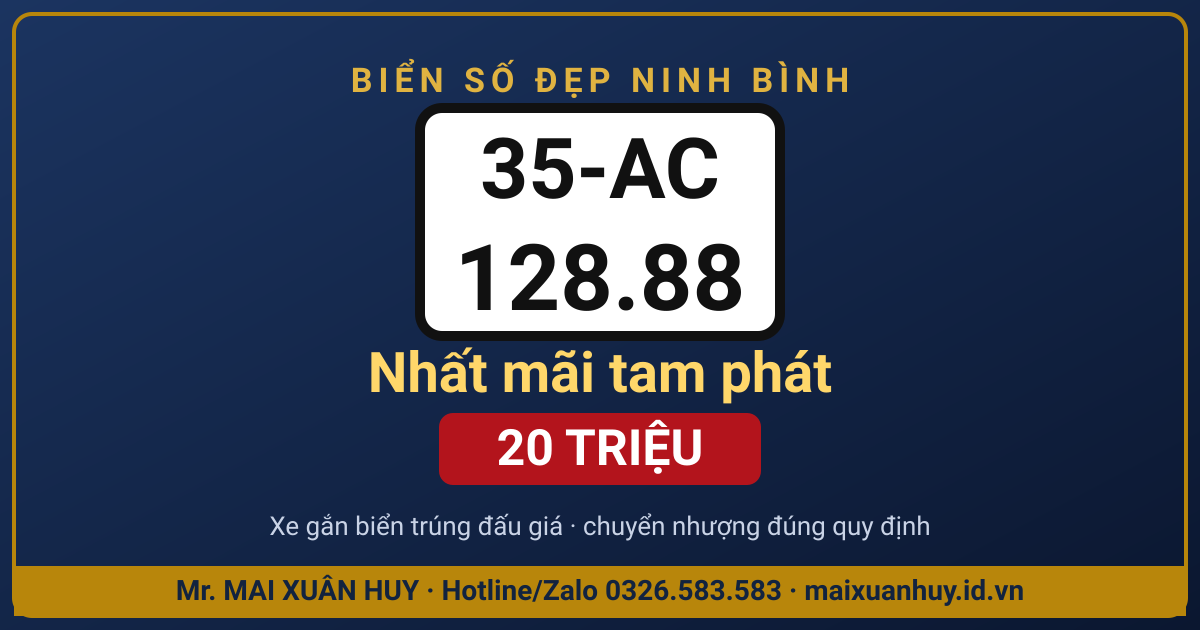 BIỂN SỐ ĐẸP NINH BÌNH
35-AC
128.88
Nhất mãi tam phát
20 TRIỆU
Xe gắn biển trúng đấu giá · chuyển nhượng đúng quy định
Mr. MAI XUÂN HUY · Hotline/Zalo 0326.583.583 · maixuanhuy.id.vn